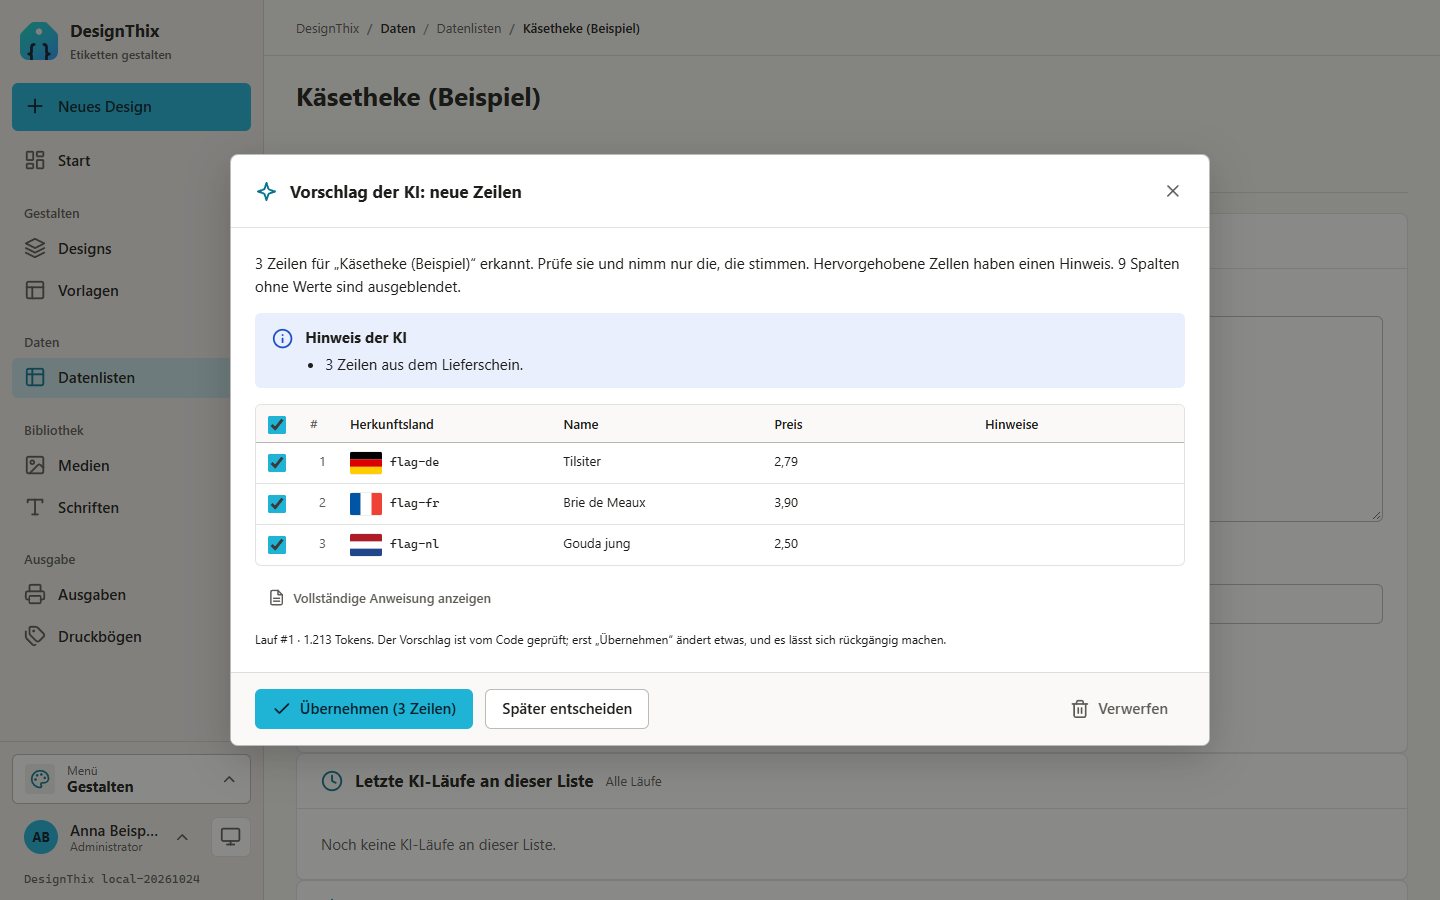 DesignThix
Etiketten gestalten
Neues Design
Start
Gestalten
Designs
Vorlagen
Daten
Datenlisten
Bibliothek
Medien
Schriften
Ausgabe
Ausgaben
Druckbögen
Menü
Gestalten
AB
Anna Beisp...
Administrator
DesignThix local-20261024
DesignThix / Daten / Datenlisten / Käsetheke (Beispiel)
Käsetheke (Beispiel)
Vorschlag der KI: neue Zeilen
3 Zeilen für „Käsetheke (Beispiel)“ erkannt. Prüfe sie und nimm nur die, die stimmen. Hervorgehobene Zellen haben einen Hinweis. 9 Spalten
ohne Werte sind ausgeblendet.
Hinweis der KI
• 3 Zeilen aus dem Lieferschein.
# Herkunftsland Name Preis Hinweise
1 flag-de Tilsiter 2,79
2 flag-fr Brie de Meaux 3,90
3 flag-nl Gouda jung 2,50
Vollständige Anweisung anzeigen
Lauf #1 · 1.213 Tokens. Der Vorschlag ist vom Code geprüft; erst „Übernehmen“ ändert etwas, und es lässt sich rückgängig machen.
Übernehmen (3 Zeilen)
Später entscheiden
Verwerfen
Letzte KI-Läufe an dieser Liste Alle Läufe
Noch keine KI-Läufe an dieser Liste.